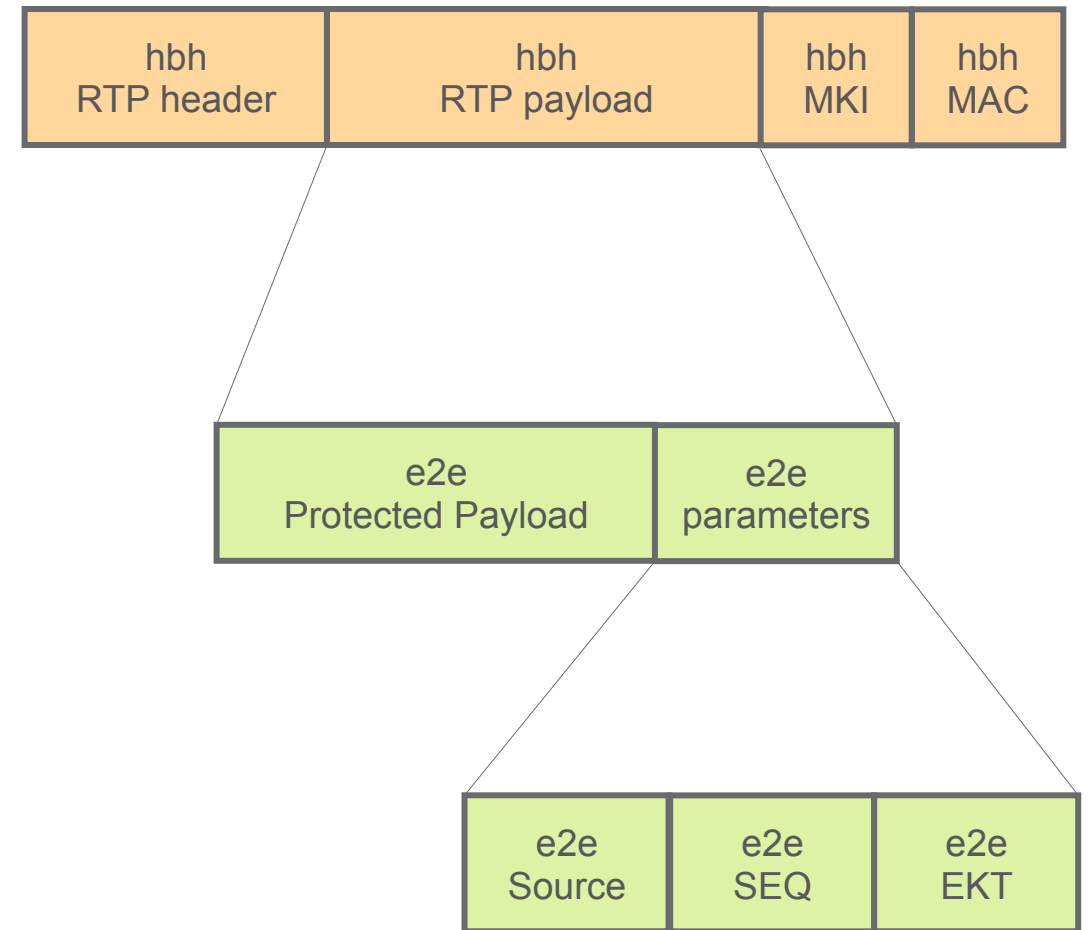 hbh
RTP header
hbh
RTP payload
hbh
MKI
hbh
MAC
e2e
Protected Payload
e2e
parameters
e2e
Source
e2e
SEQ
e2e
EKT